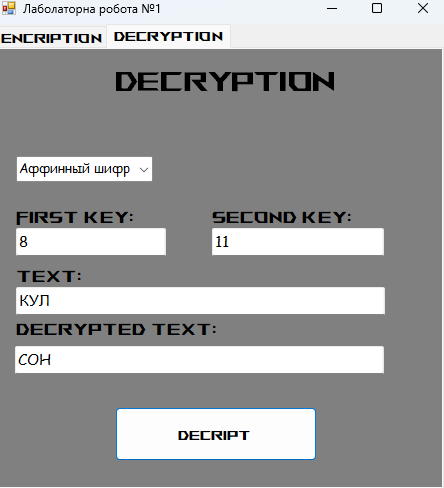 Лаболаторна робота №1
ENCRIPTION DECRYPTION
DECRYPTION
Аффинный шифр
FIRST KEY: SECOND KEY:
8 11
TEXT:
КУЛ
DECRYPTED TEXT:
СОН
DECRIPT